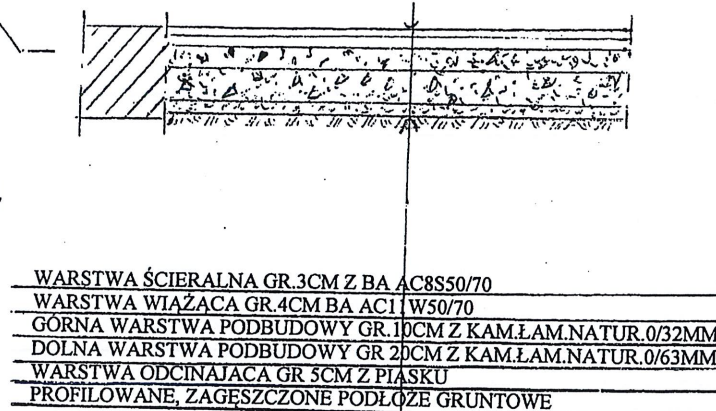 WARSTWA ŚCIERALNA GR.3CM Z BA AC8S50/70
WARSTWA WIĄŻĄCA GR.4CM BA AC11W50/70
GÓRNA WARSTWA PODBUDOWY GR.10CM Z KAM.ŁAM.NATUR.0/32MM
DOLNA WARSTWA PODBUDOWY GR 20CM Z KAM.ŁAM.NATUR.0/63MM
WARSTWA ODCINAJACA GR 5CM Z PIASKU
PROFILOWANE, ZAGĘSZCZONE PODŁOŻE GRUNTOWE